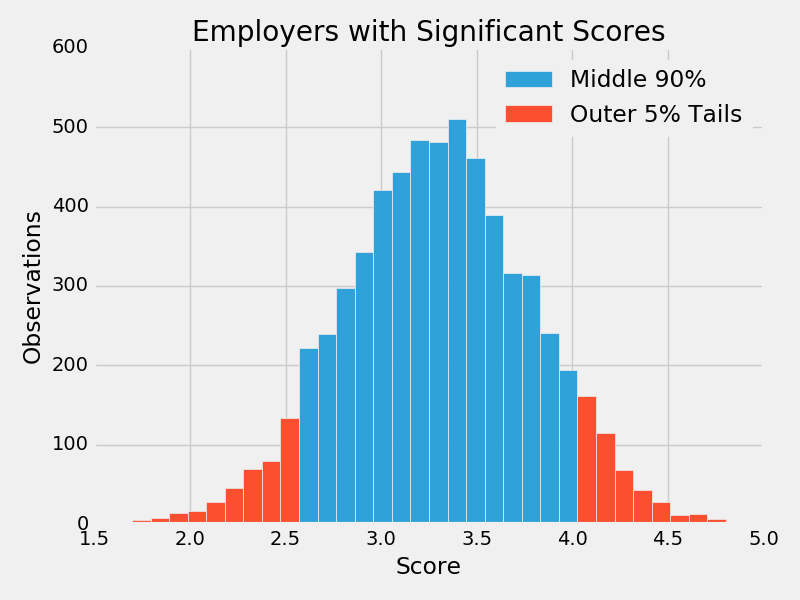 Employers with Significant Scores
Middle 90%
Outer 5% Tails
600
500
400
300
200
100
0
Observations
1.5 2.0 2.5 3.0 3.5 4.0 4.5 5.0
Score